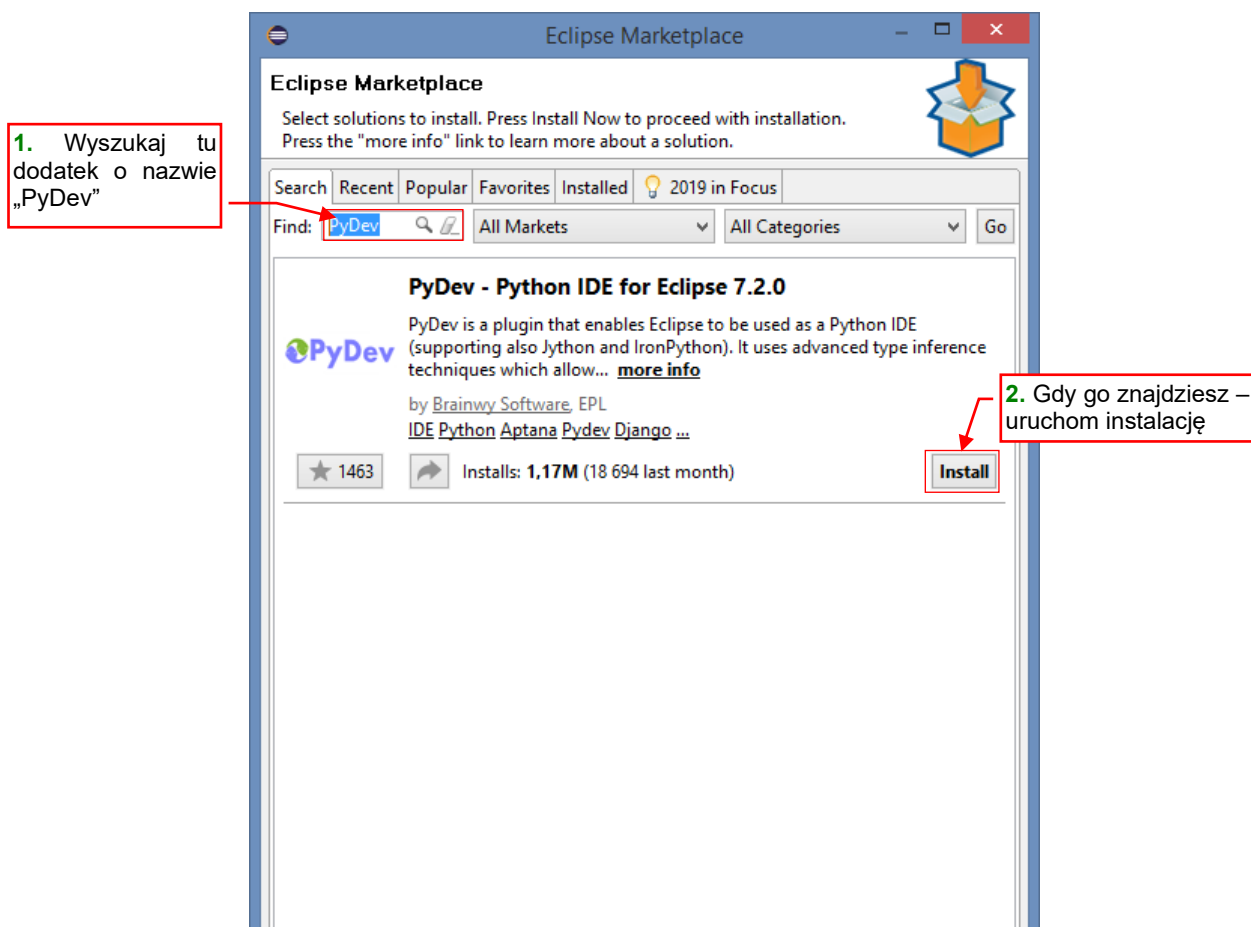 Eclipse Marketplace
Eclipse Marketplace
Select solutions to install. Press Install Now to proceed with installation.
Press the "more info" link to learn more about a solution.
1. Wyszukaj tu
dodatek o nazwie
„PyDev”
Search Recent Popular Favorites Installed 2019 in Focus
Find: PyDev All Markets All Categories Go
PyDev - Python IDE for Eclipse 7.2.0
PyDev is a plugin that enables Eclipse to be used as a Python IDE
(supporting also Jython and IronPython). It uses advanced type inference
techniques which allow... more info
PyDev
by Brainwy Software, EPL
IDE Python Aptana Pydev Django ...
2. Gdy go znajdziesz –
uruchom instalację
1463 Installs: 1,17M (18 694 last month) Install